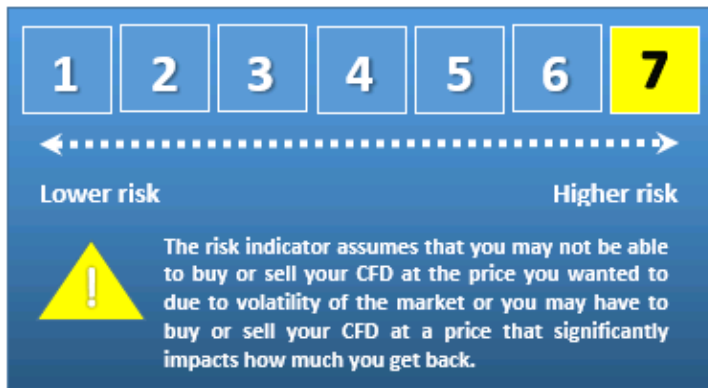 1 2 3 4 5 6 7
Lower risk Higher risk
!
The risk indicator assumes that you may not be able
to buy or sell your CFD at the price you wanted to
due to volatility of the market or you may have to
buy or sell your CFD at a price that significantly
impacts how much you get back.